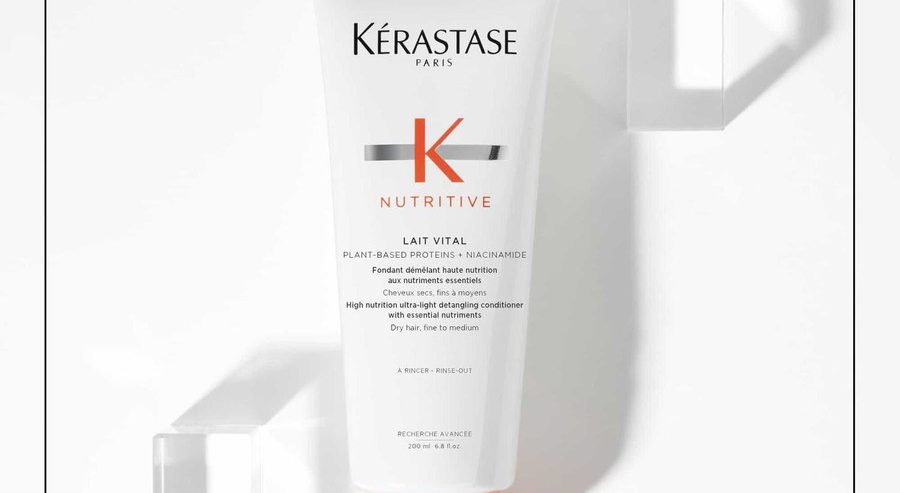 KÉRASTASE
PARIS
K
NUTRITIVE
LAIT VITAL
PLANT-BASED PROTEINS + NIACINAMIDE
Fondant démêlant haute nutrition
aux nutriments essentiels
Cheveux secs, fins à moyens
High nutrition ultra-light detangling conditioner
with essential nutriments
Dry hair, fine to medium
À RINCER - RINSE-OUT
RECHERCHE AVANCÉE
200 ml 6.8 fl.oz